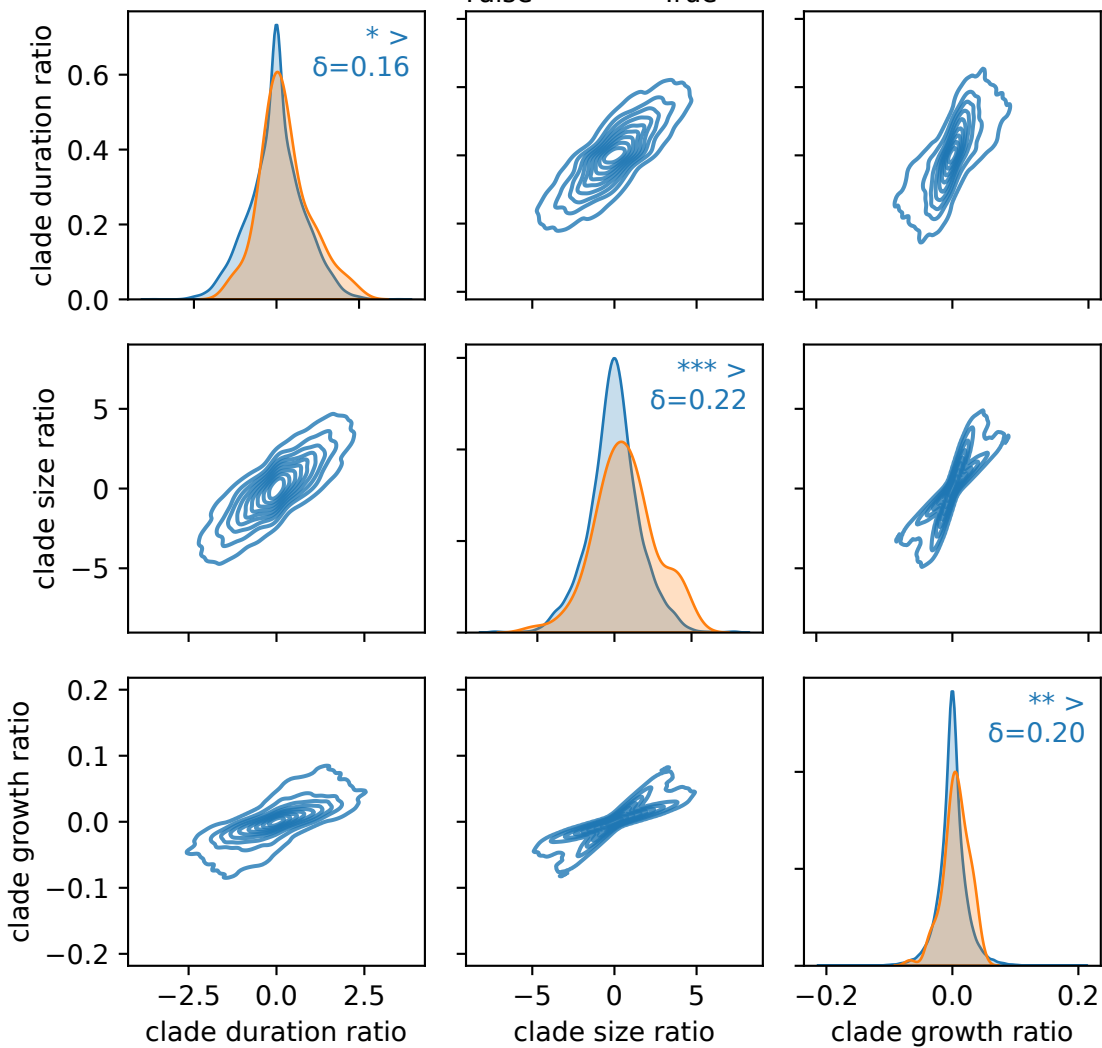 False True
clade duration ratio
0.6
0.4
0.2
0.0
* >
δ=0.16
clade size ratio
5
0
−5
*** >
δ=0.22
clade growth ratio
0.2
0.1
0.0
−0.1
−0.2
** >
δ=0.20
−2.5 0.0 2.5
−5 0 5
−0.2 0.0 0.2
clade duration ratio
clade size ratio
clade growth ratio